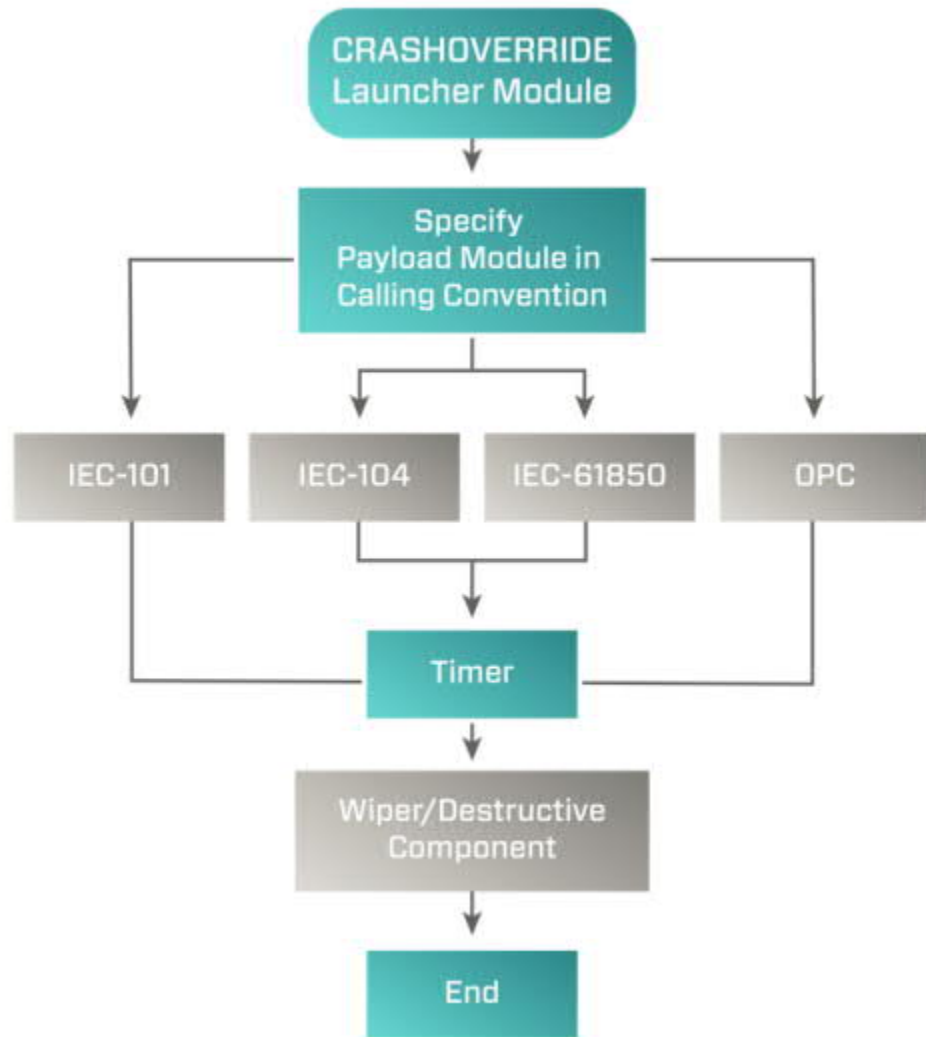 CRASHOVERRIDE
Launcher Module
Specify
Payload Module in
Calling Convention
IEC-101
IEC-104
IEC-61850
OPC
Timer
Wiper/Destructive
Component
End